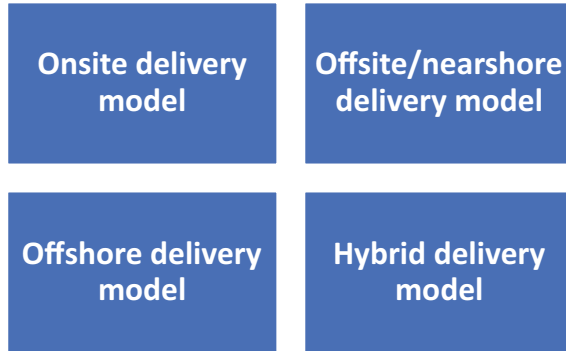 Onsite delivery
model
Offsite/nearshore
delivery model
Offshore delivery
model
Hybrid delivery
model